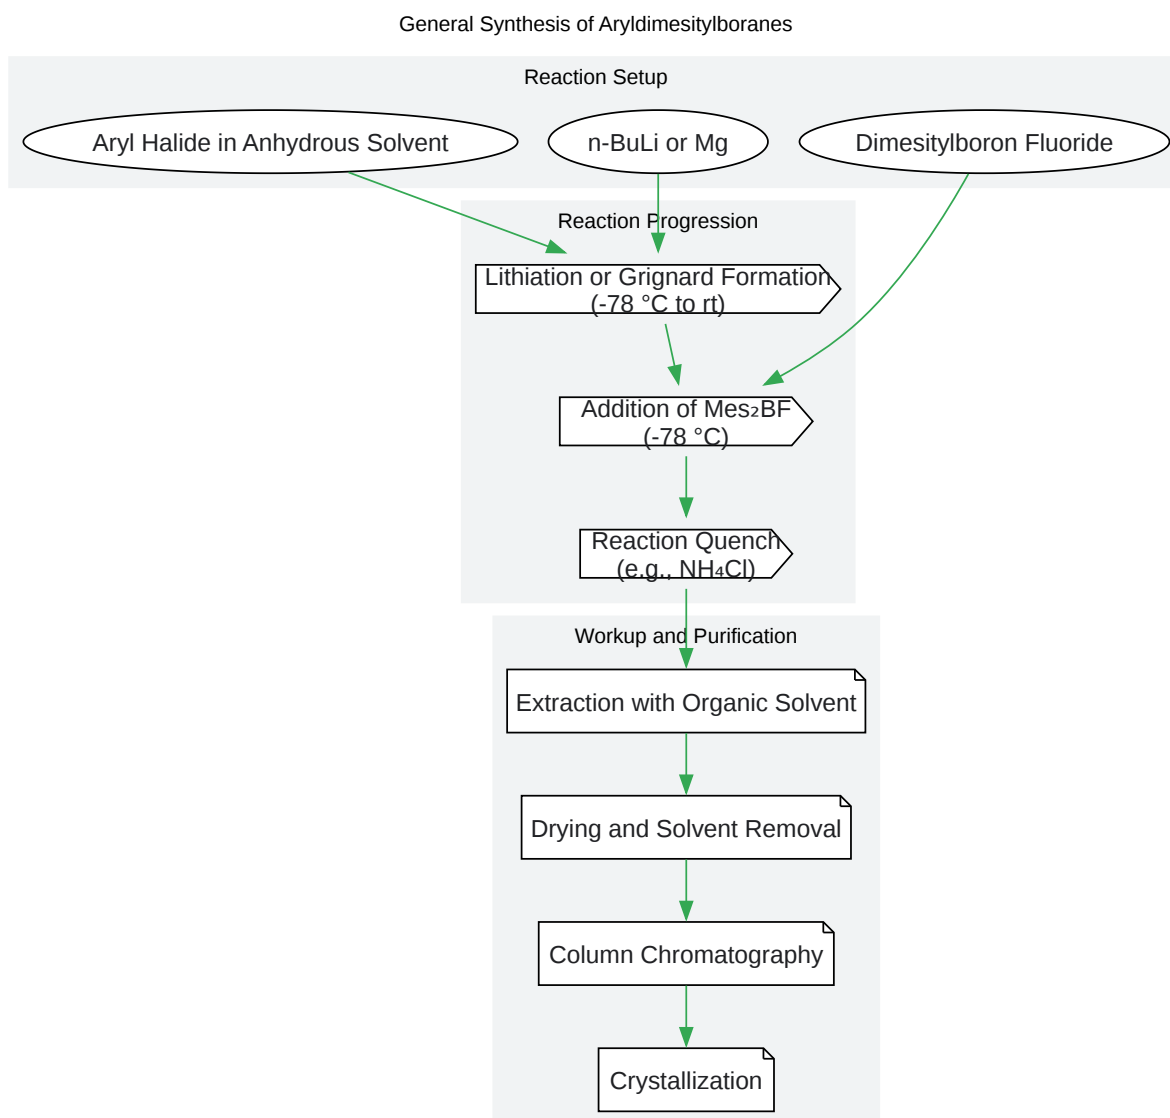 General Synthesis of Aryldimesitylboranes
Reaction Setup
Aryl Halide in Anhydrous Solvent
n-BuLi or Mg
Dimesitylboron Fluoride
Reaction Progression
Lithiation or Grignard Formation
(-78 °C to rt)
Addition of Mes₂BF
(-78 °C)
Reaction Quench
(e.g., NH₄Cl)
Workup and Purification
Extraction with Organic Solvent
Drying and Solvent Removal
Column Chromatography
Crystallization